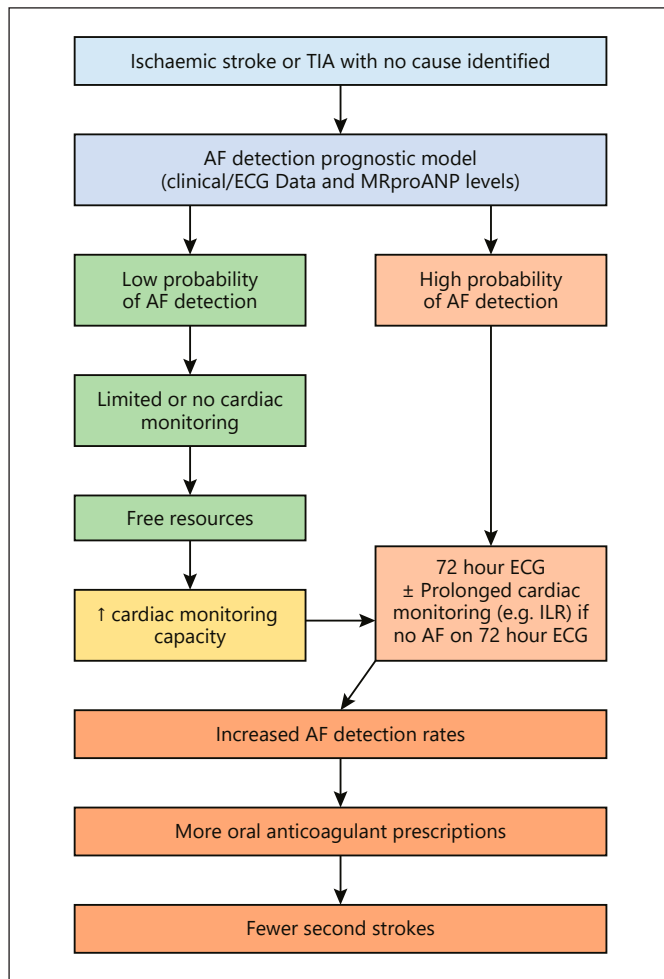 Ischaemic stroke or TIA with no cause identified
AF detection prognostic model
(clinical/ECG Data and MRproANP levels)
Low probability
of AF detection
High probability
of AF detection
Limited or no cardiac
monitoring
Free resources
↑ cardiac monitoring
capacity
72 hour ECG
± Prolonged cardiac
monitoring (e.g. ILR) if
no AF on 72 hour ECG
Increased AF detection rates
More oral anticoagulant prescriptions
Fewer second strokes